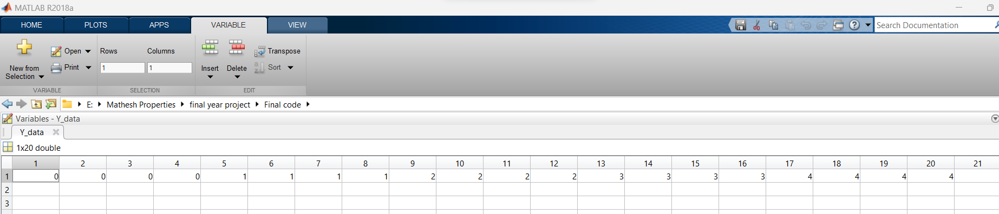 MATLAB R2018a
HOME PLOTS APPS VARIABLE VIEW Search Documentation
Open Rows Columns Transpose
New from Selection Print 1 1 Insert Delete Sort
VARIABLE SELECTION EDIT
E: Mathesh Properties final year project Final code
Variables - Y_data
Y_data
1x20 double
1 2 3 4 5 6 7 8 9 10 11 12 13 14 15 16 17 18 19 20 21
1 0 0 0 0 1 1 1 1 2 2 2 2 3 3 3 3 4 4 4 4
2
3